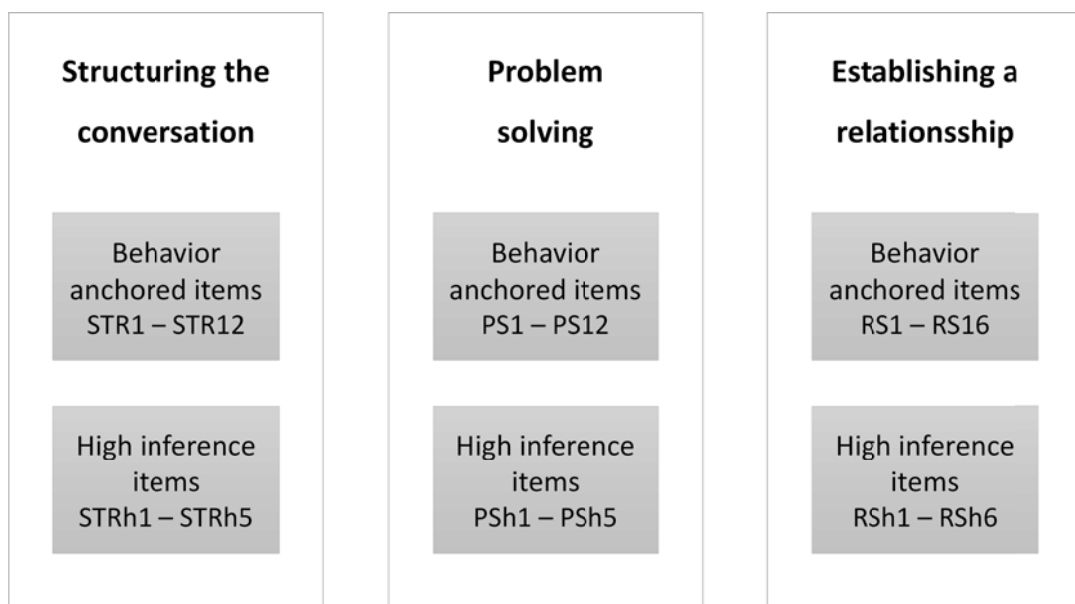 Structuring the
conversation
Behavior
anchored items
STR1 – STR12
High inference
items
STRh1 – STRh5
Problem
solving
Behavior
anchored items
PS1 – PS12
High inference
items
PSh1 – PSh5
Establishing a
relationsship
Behavior
anchored items
RS1 – RS16
High inference
items
RSh1 – RSh6